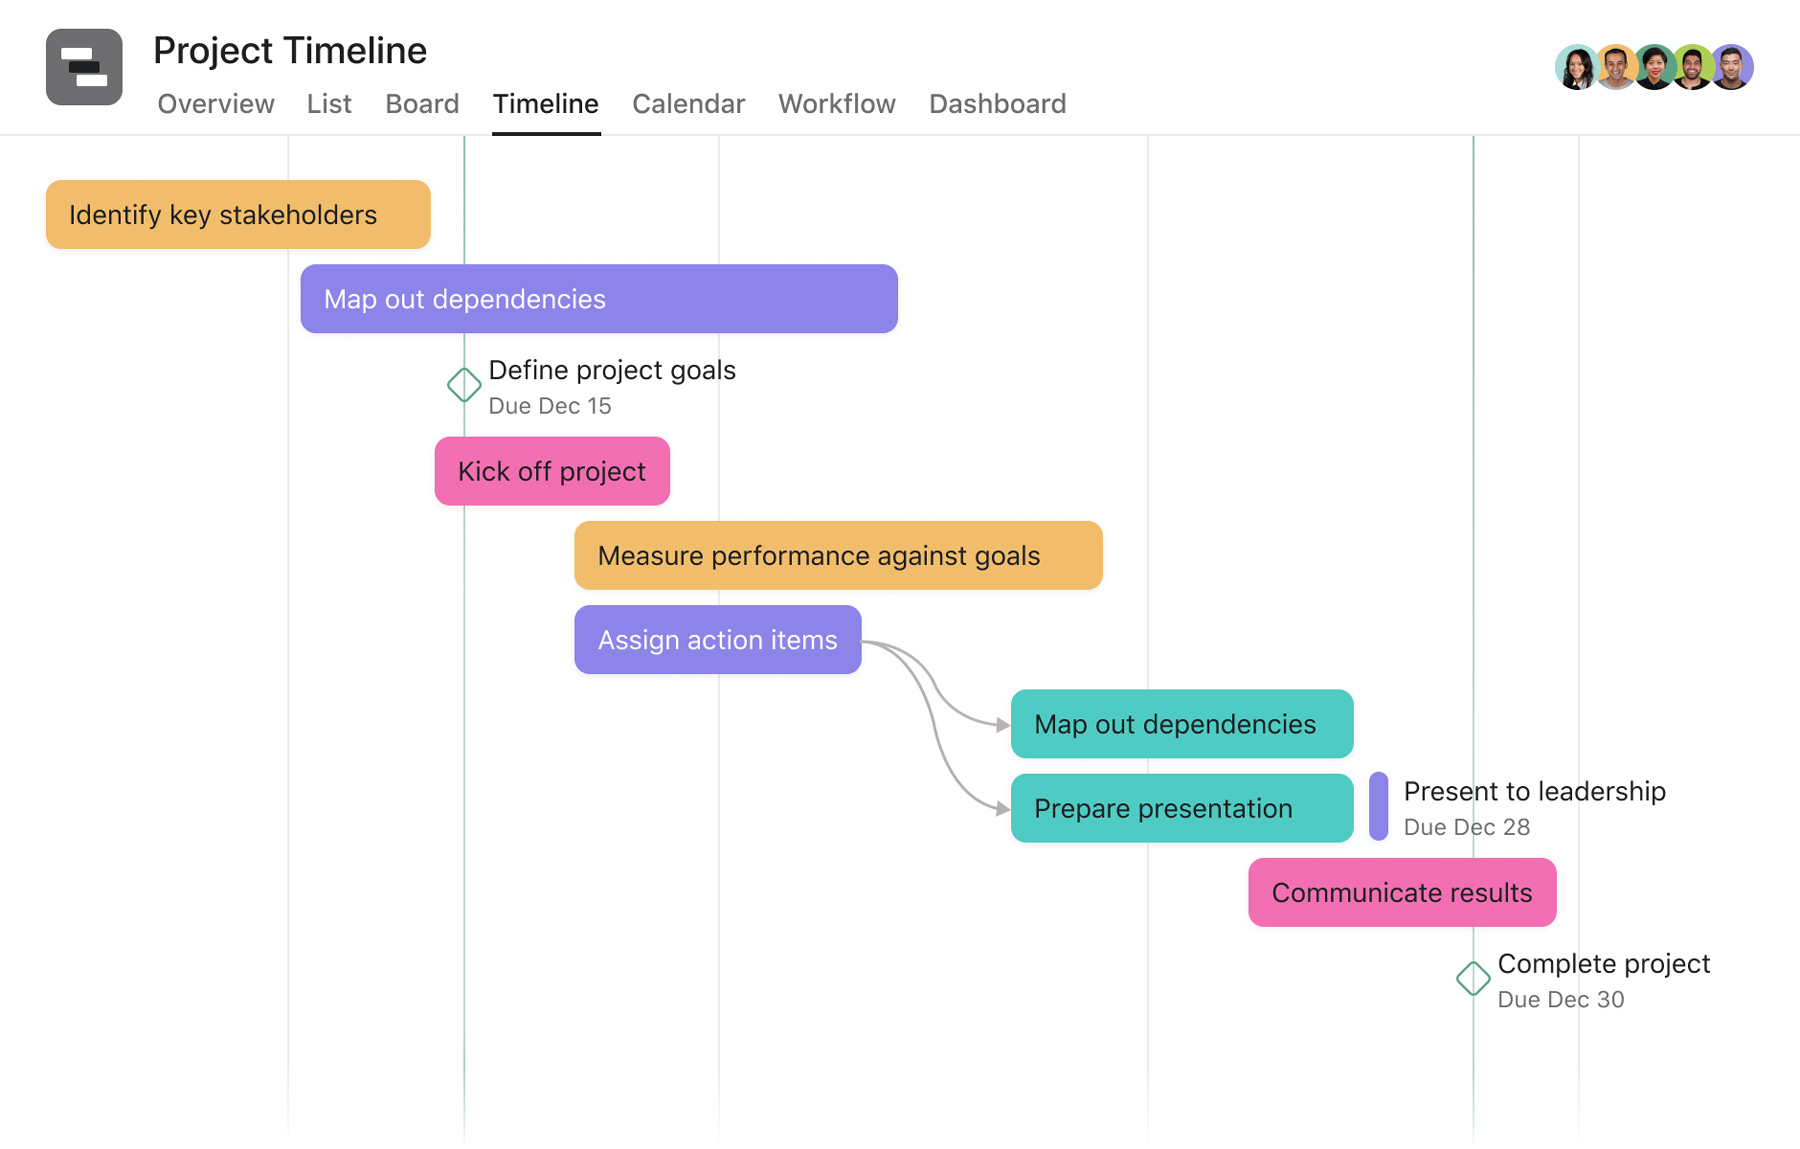 Project Timeline
Overview List Board Timeline Calendar Workflow Dashboard
Identify key stakeholders
Map out dependencies
Define project goals
Due Dec 15
Kick off project
Measure performance against goals
Assign action items
Map out dependencies
Prepare presentation
Present to leadership
Due Dec 28
Communicate results
Complete project
Due Dec 30